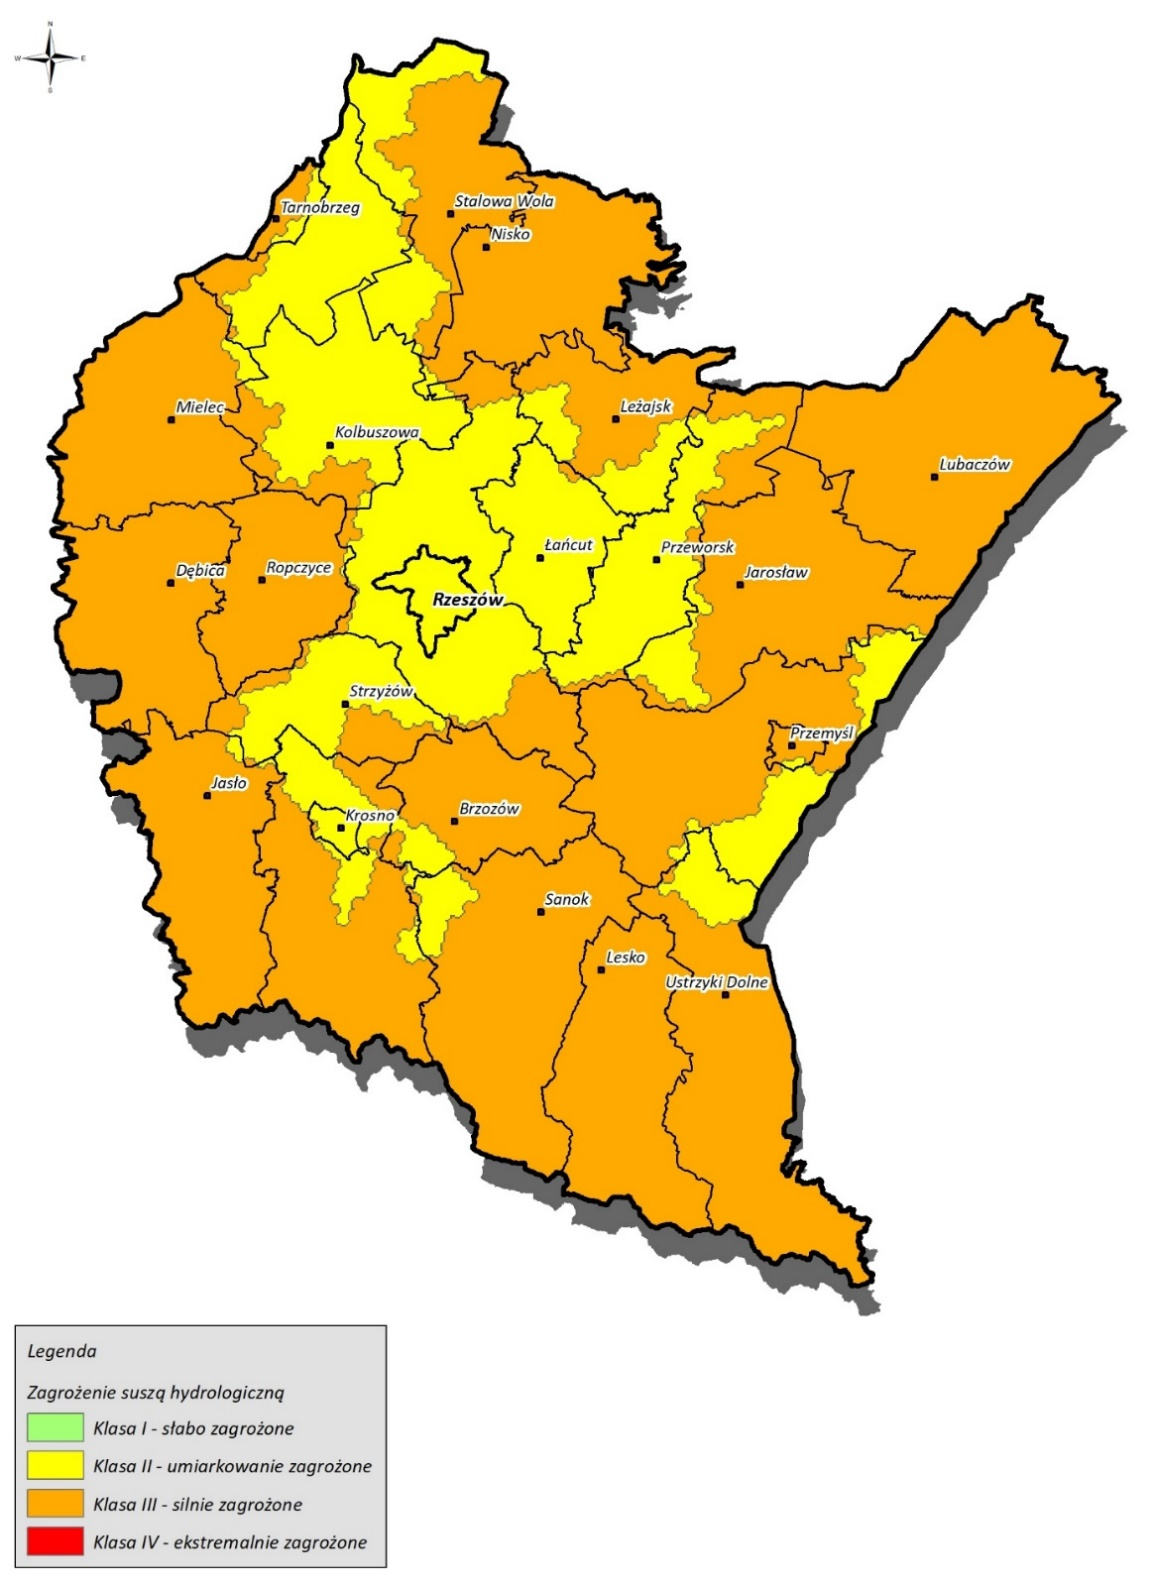 N
W E
S
Tarnobrzeg
Stalowa Wola
Nisko
Mielec
Leżajsk
Kolbuszowa
Lubaczów
Łańcut
Przeworsk
Dębica
Ropczyce
Jarosław
Rzeszów
Strzyżów
Przemyśl
Jasło
Brzozów
Krosno
Sanok
Lesko
Ustrzyki Dolne
Legenda
Zagrożenie suszą hydrologiczną
Klasa I - słabo zagrożone
Klasa II - umiarkowanie zagrożone
Klasa III - silnie zagrożone
Klasa IV - ekstremalnie zagrożone